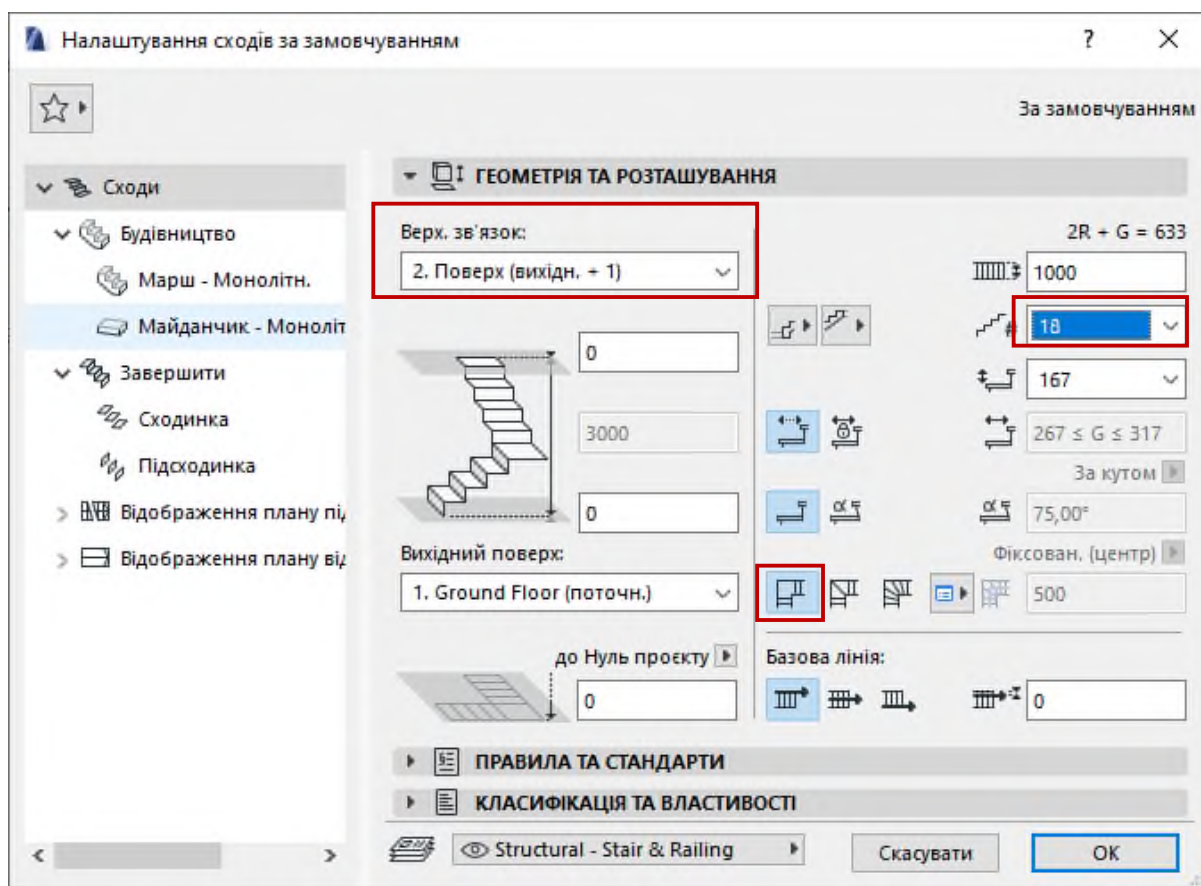 Налаштування сходів за замовчуванням
?
За замовчуванням
Сходи
Будівництво
Марш - Монолітн.
Майданчик - Моноліт
Завершити
Сходинка
Підсходинка
Відображення плану під
Відображення плану від
ГЕОМЕТРІЯ ТА РОЗТАШУВАННЯ
Верх. зв'язок:
2. Поверх (вихідн. + 1)
0
3000
0
Вихідний поверх:
1. Ground Floor (поточн.)
до Нуль проєкту
0
2R + G = 633
1000
18
167
267 ≤ G ≤ 317
За кутом
75,00°
Фіксован. (центр)
500
Базова лінія:
0
ПРАВИЛА ТА СТАНДАРТИ
КЛАСИФІКАЦІЯ ТА ВЛАСТИВОСТІ
Structural - Stair & Railing
Скасувати
OK